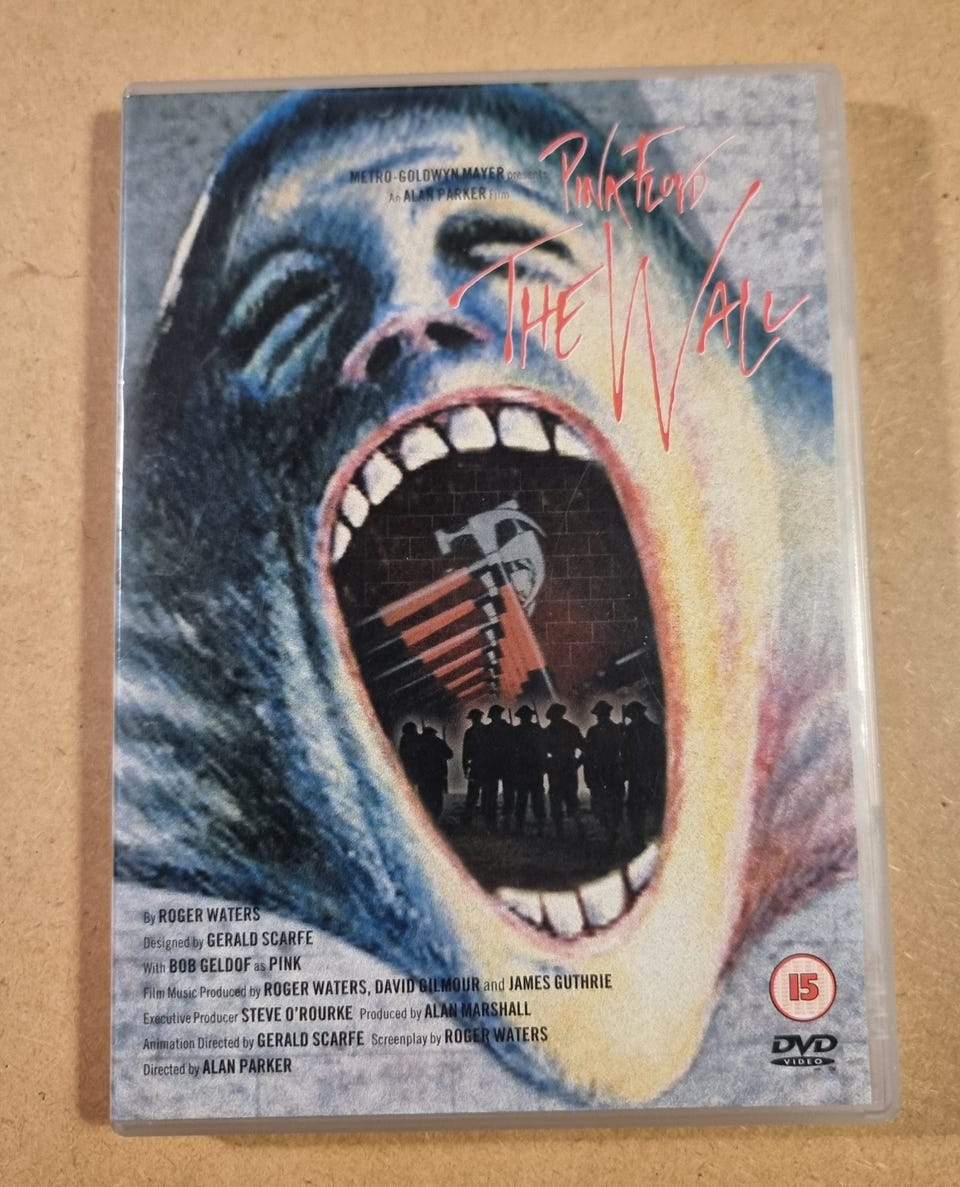 METRO-GOLDWYN MAYER presents
An ALAN PARKER Film
PINK FLOYD
THE WALL
By ROGER WATERS
Designed by GERALD SCARFE
With BOB GELDOF as PINK
Film Music Produced by ROGER WATERS, DAVID GILMOUR and JAMES GUTHRIE
Executive Producer STEVE O'ROURKE Produced by ALAN MARSHALL
Animation Directed by GERALD SCARFE Screenplay by ROGER WATERS
Directed by ALAN PARKER
15
DVD
VIDEO